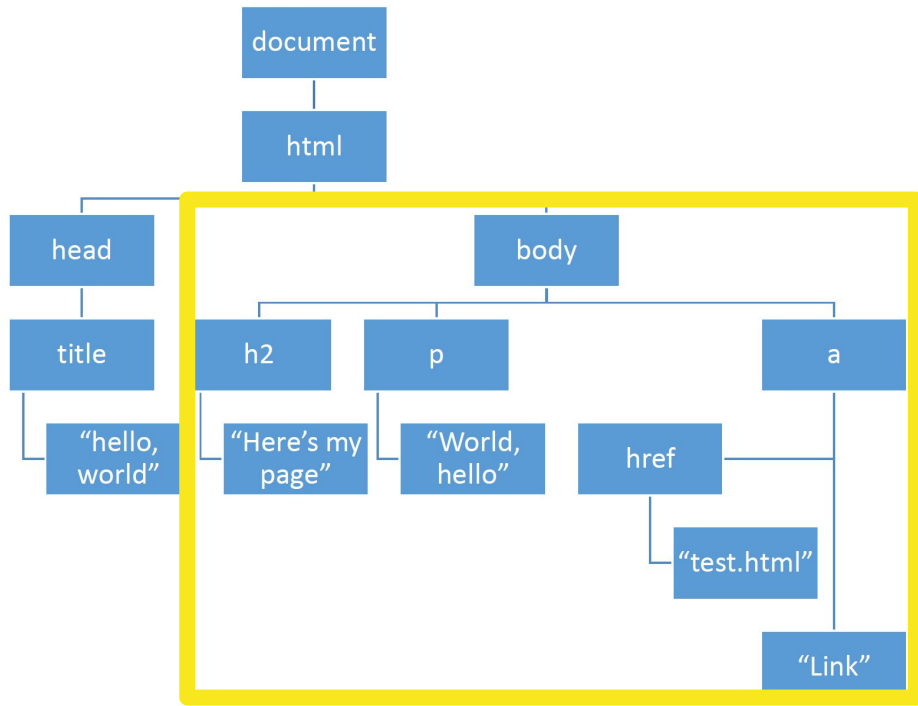 document
html
head
body
title
h2
p
a
“hello,
world”
“Here’s my
page”
“World,
hello”
href
“test.html”
“Link”